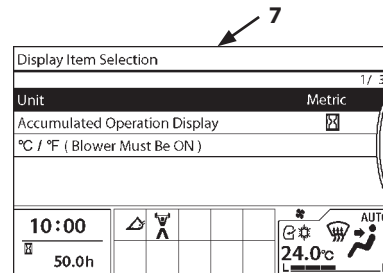 7
Display Item Selection
1/ 3
Unit Metric
Accumulated Operation Display
°C / °F ( Blower Must Be ON )
10:00
50.0h
AUTO
24.0°c
L